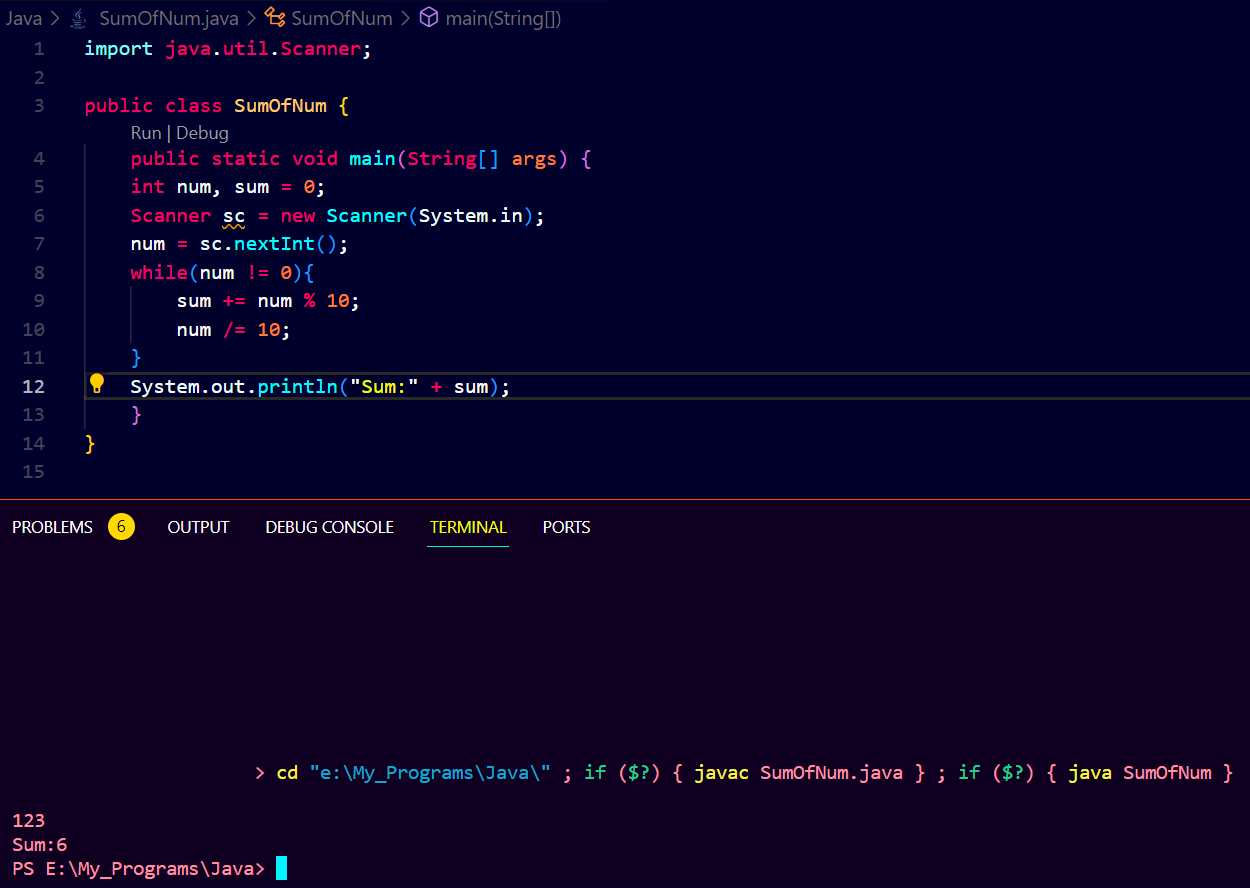 Java > SumOfNum.java > SumOfNum > main(String[])
1 import java.util.Scanner;
2
3 public class SumOfNum {
Run | Debug
4 public static void main(String[] args) {
5 int num, sum = 0;
6 Scanner sc = new Scanner(System.in);
7 num = sc.nextInt();
8 while(num != 0){
9 sum += num % 10;
10 num /= 10;
11 }
12 System.out.println("Sum:" + sum);
13 }
14 }
15
PROBLEMS 6 OUTPUT DEBUG CONSOLE TERMINAL PORTS
> cd "e:\My_Programs\Java\" ; if ($?) { javac SumOfNum.java } ; if ($?) { java SumOfNum }
123
Sum:6
PS E:\My_Programs\Java>